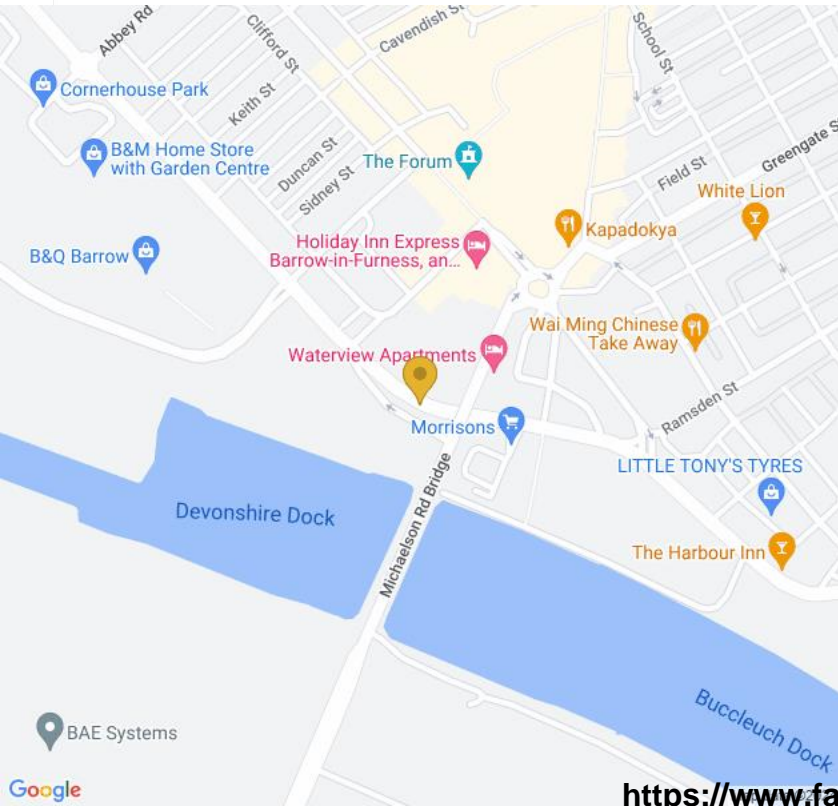 Abbey Rd
Clifford St
Cavendish St
School St
Cornerhouse Park
Keith St
B&M Home Store
with Garden Centre
Duncan St
The Forum
Sidney St
Field St
Greengate S
White Lion
Kapadokya
Holiday Inn Express
Barrow-in-Furness, an...
B&Q Barrow
Wai Ming Chinese
Take Away
Waterview Apartments
Ramsden St
Morrisons
LITTLE TONY'S TYRES
Devonshire Dock
Michaelson Rd Bridge
The Harbour Inn
Buccleuch Dock
BAE Systems
Google
https://www.fa